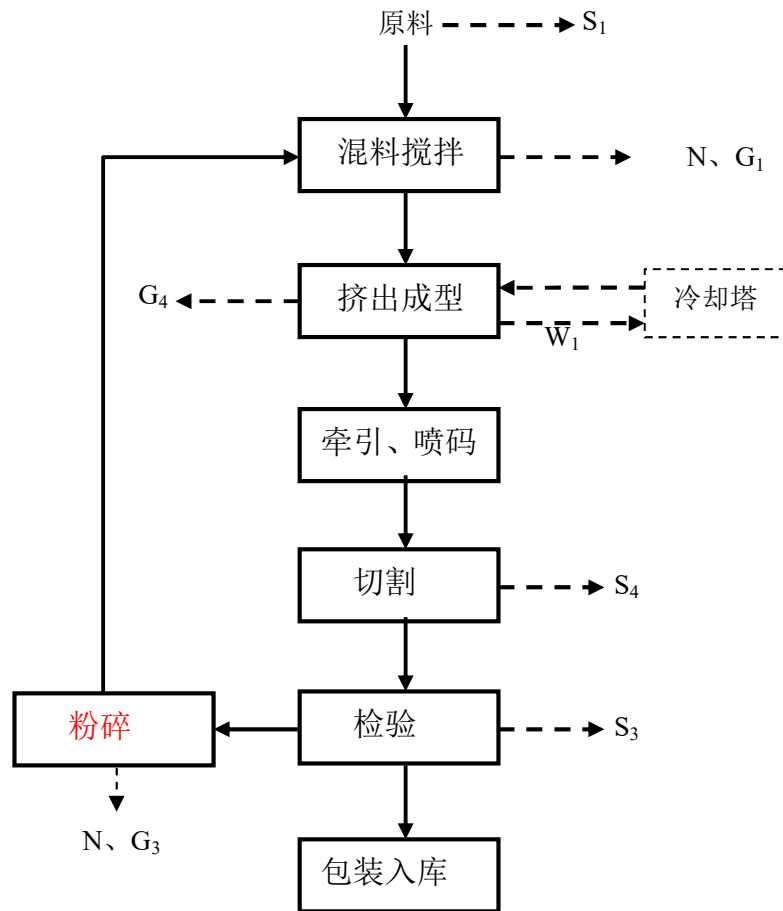 原料
S₁
混料搅拌
N、G₁
G₄
挤出成型
冷却塔
W₁
牵引、喷码
切割
S₄
粉碎
检验
S₃
N、G₃
包装入库